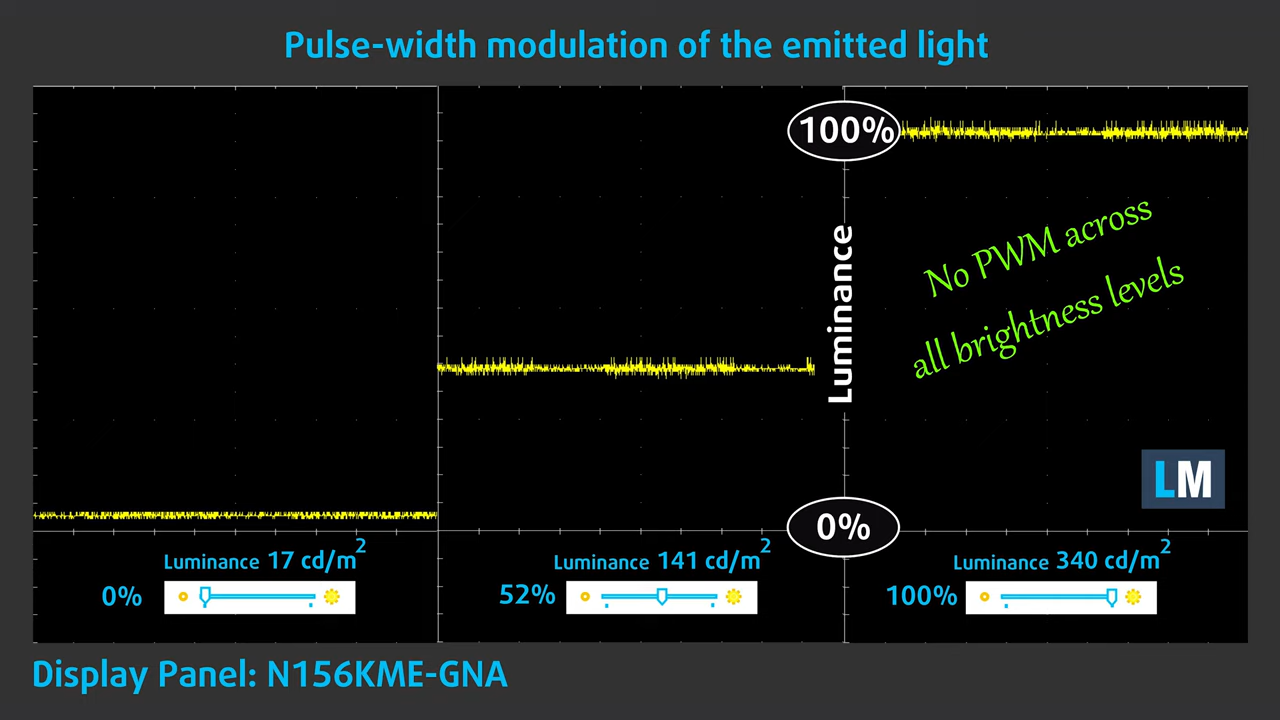 Pulse-width modulation of the emitted light
100%
Luminance
No PWM across
all brightness levels
LM
0%
Luminance 17 cd/m²
0%
Luminance 141 cd/m²
52%
Luminance 340 cd/m²
100%
Display Panel: N156KME-GNA